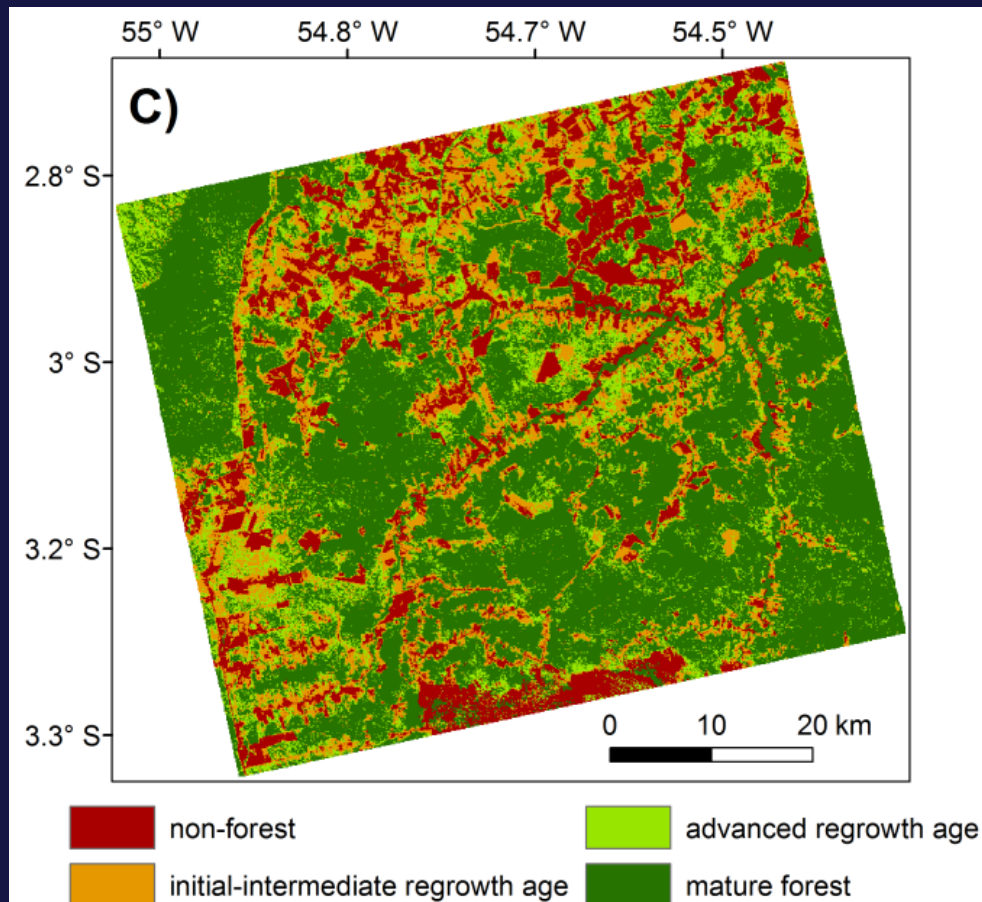 55° W 54.8° W 54.7° W 54.5° W
C)
2.8° S
3° S
3.2° S
3.3° S
0 10 20 km
non-forest
advanced regrowth age
initial-intermediate regrowth age
mature forest